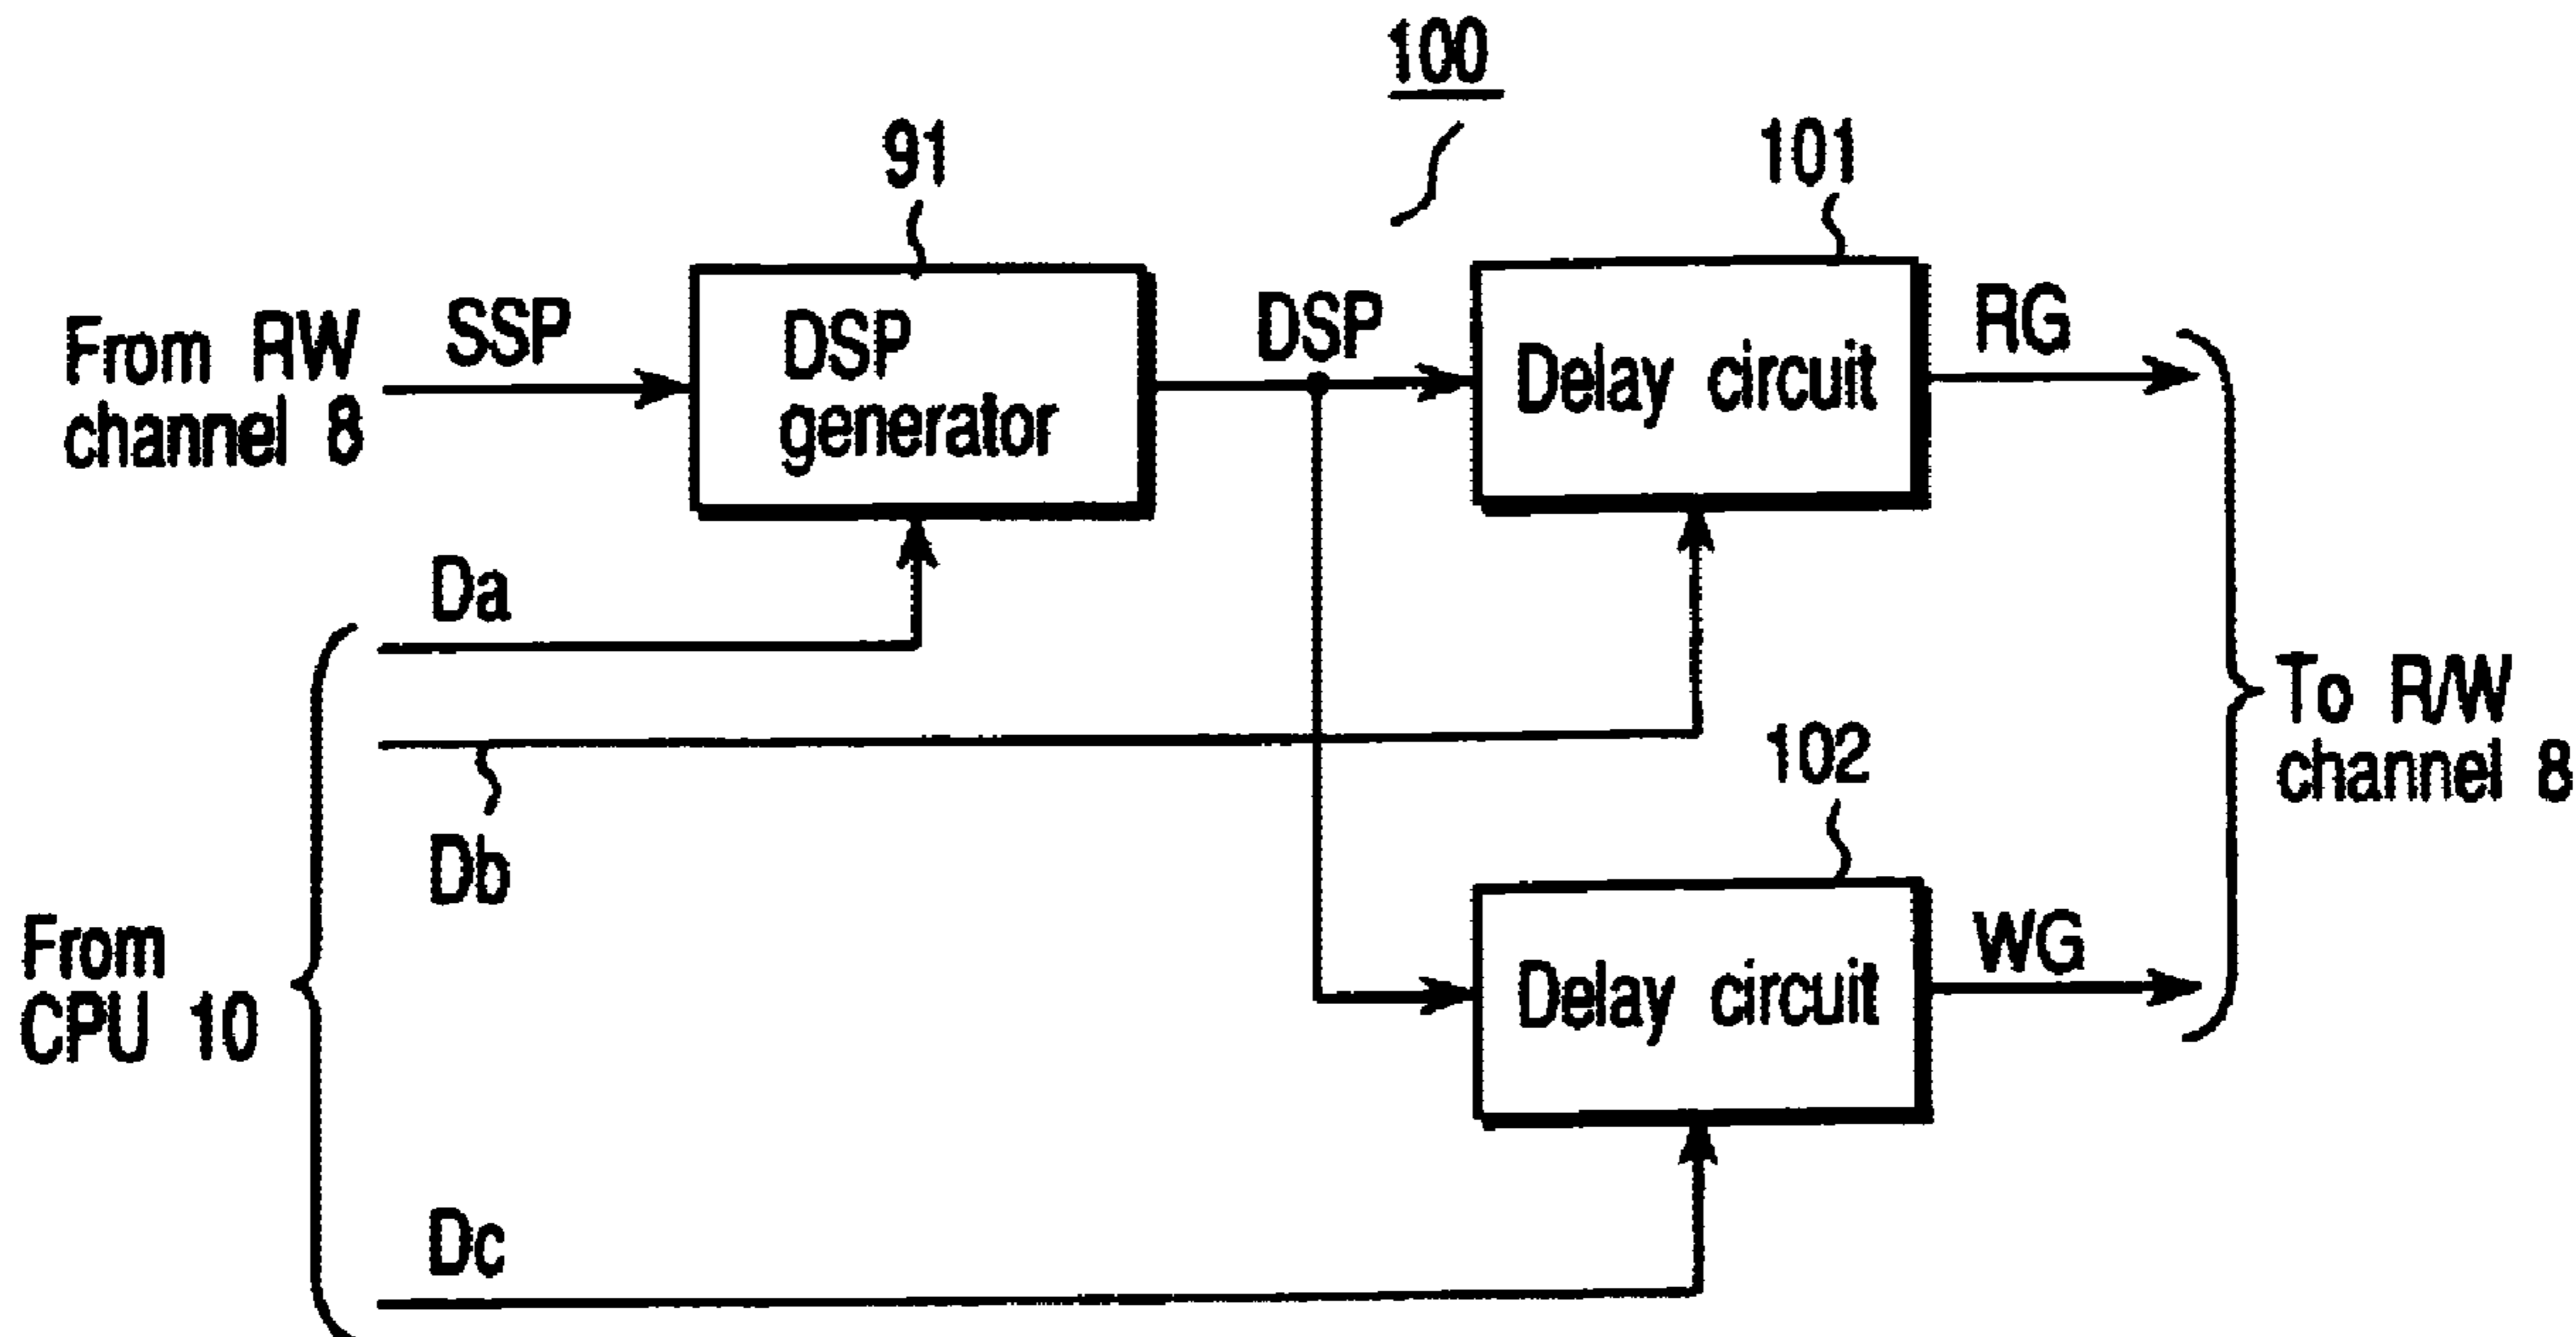 100
91
101
From RW
channel 8
SSP
DSP
generator
DSP
Delay circuit
RG
Da
Db
To R/W
channel 8
102
From
CPU 10
Delay circuit
WG
Dc